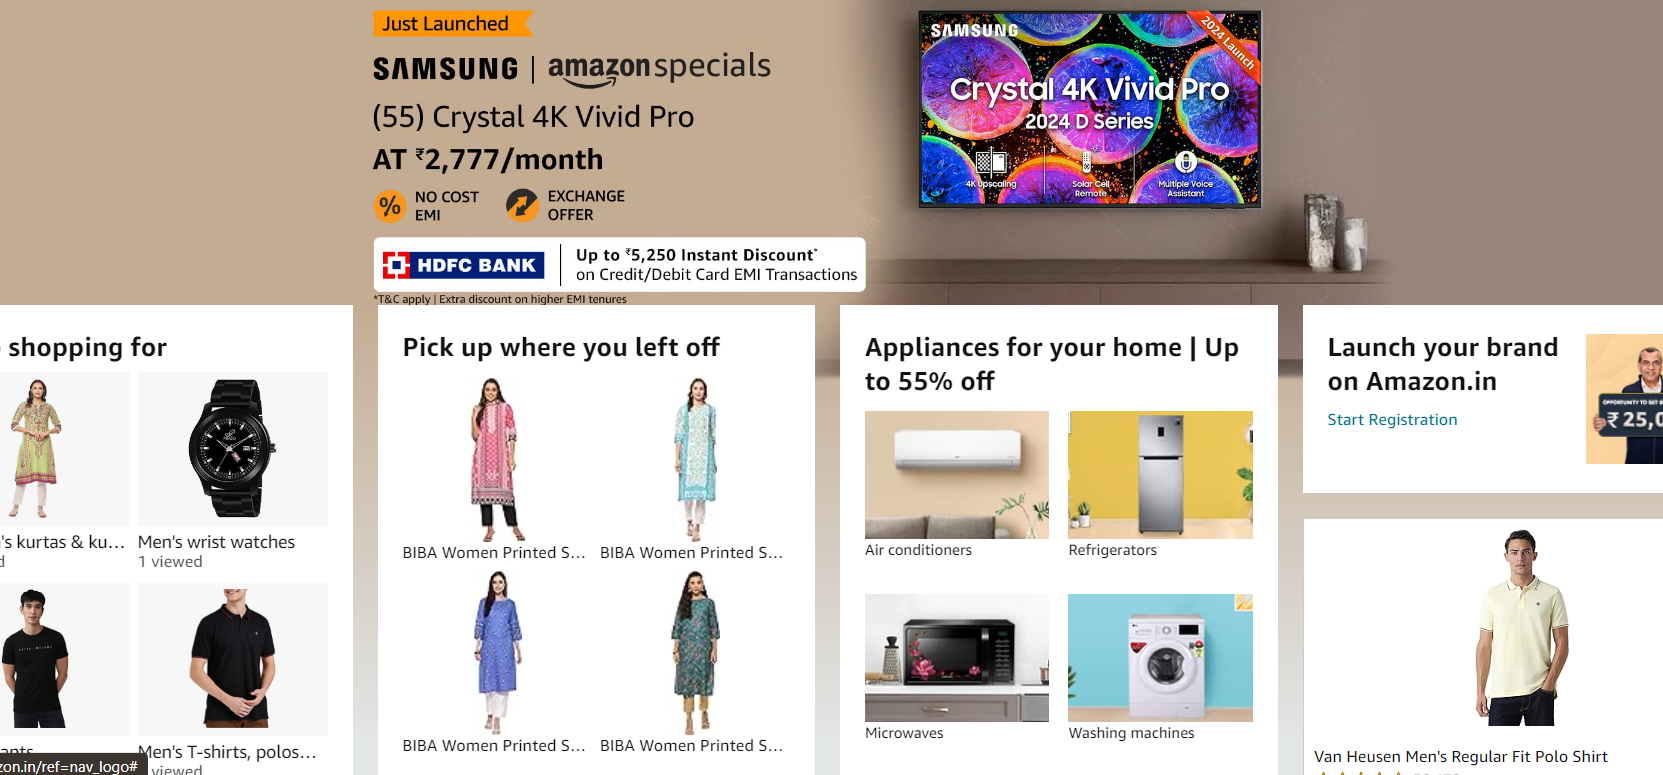 Just Launched
SAMSUNG | amazon specials
(55) Crystal 4K Vivid Pro
AT ₹2,777/month
NO COST
EMI
EXCHANGE
OFFER
HDFC BANK
Up to ₹5,250 Instant Discount*
on Credit/Debit Card EMI Transactions
*T&C apply | Extra discount on higher EMI tenures
SAMSUNG
2024 Launch
Crystal 4K Vivid Pro
2024 D Series
4K Upscaling
Solar Cell
Remote
Multiple Voice
Assistant
shopping for
's kurtas & ku...
Men's wrist watches
1 viewed
Men's T-shirts, polos...
viewed
zon.in/ref=nav_logo#
Pick up where you left off
BIBA Women Printed S...
BIBA Women Printed S...
BIBA Women Printed S...
BIBA Women Printed S...
Appliances for your home | Up
to 55% off
Air conditioners
Refrigerators
Microwaves
Washing machines
Launch your brand
on Amazon.in
Start Registration
OPPORTUNITY TO GET
₹ 25,0
Van Heusen Men's Regular Fit Polo Shirt